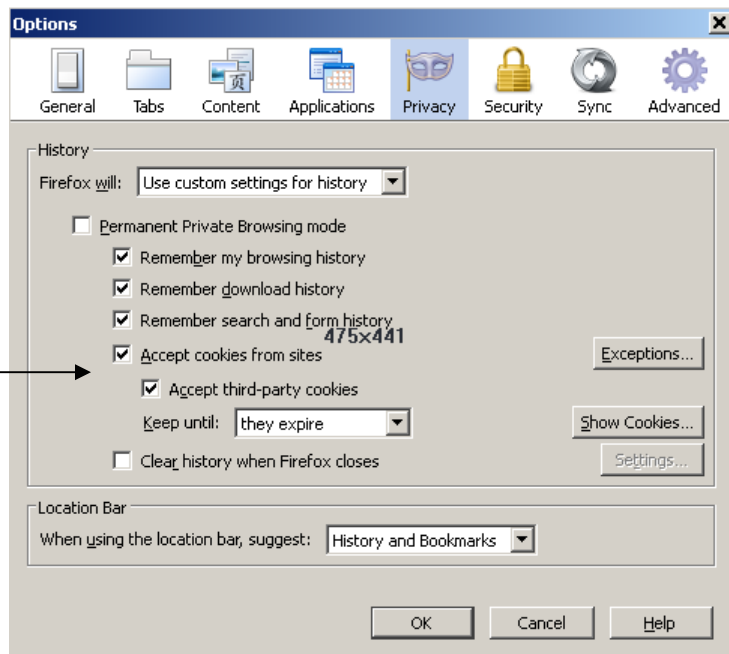 Options
General Tabs Content Applications Privacy Security Sync Advanced
页
History
Firefox will: Use custom settings for history
Permanent Private Browsing mode
Remember my browsing history
Remember download history
Remember search and form history
475x441
Accept cookies from sites Exceptions...
Accept third-party cookies
Keep until: they expire Show Cookies...
Clear history when Firefox closes Settings...
Location Bar
When using the location bar, suggest: History and Bookmarks
OK Cancel Help